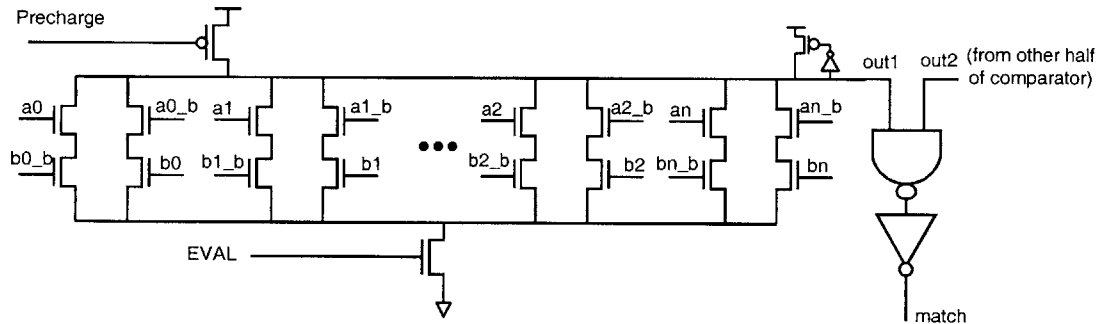 Precharge
out1
out2
(from other half
of comparator)
a0
a0_b
a1
a1_b
a2
a2_b
an
an_b
b0_b
b0
b1_b
b1
b2_b
b2
bn_b
bn
EVAL
match